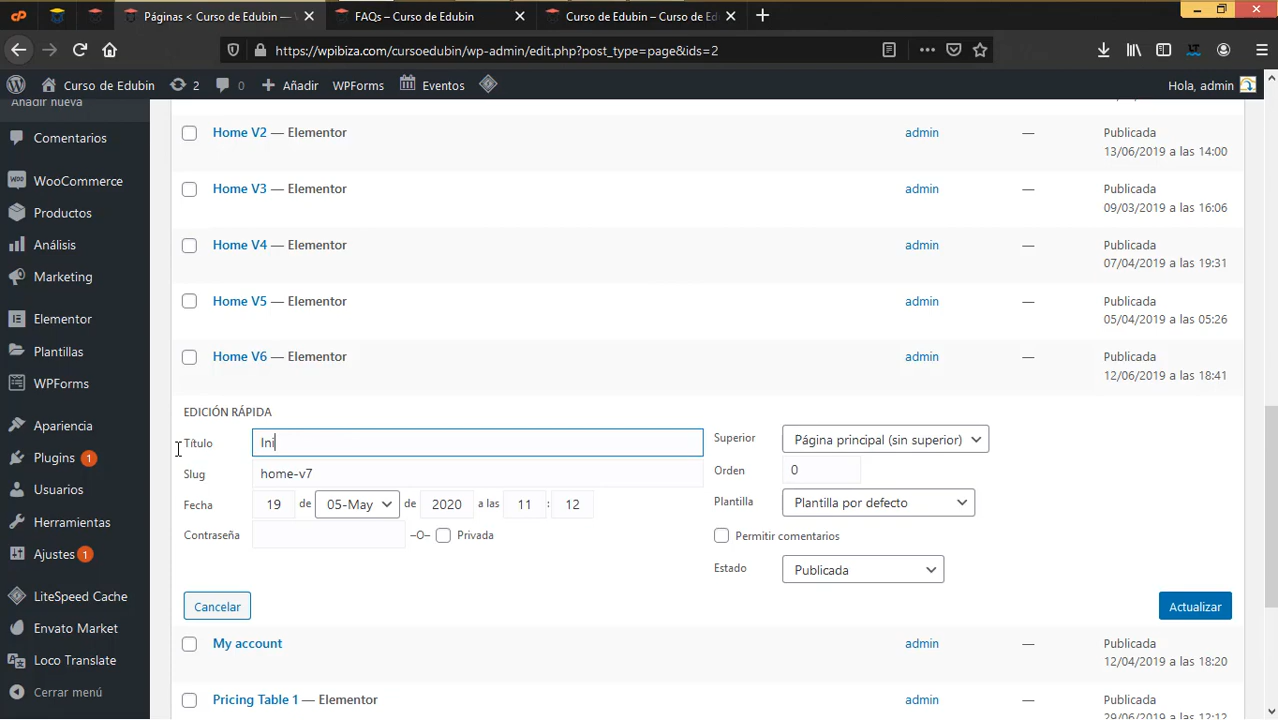 Páginas < Curso de Edubin —
FAQs – Curso de Edubin
Curso de Edubin – Curso de Ed
https://wpibiza.com/cursoedubin/wp-admin/edit.php?post_type=page&ids=2
Curso de Edubin 2 0 Añadir WPForms Eventos Hola, admin
Añadir nueva
Comentarios
WooCommerce
Productos
Análisis
Marketing
Elementor
Plantillas
WPForms
Apariencia
Plugins 1
Usuarios
Herramientas
Ajustes 1
LiteSpeed Cache
Envato Market
Loco Translate
Cerrar menú
Home V2 — Elementor admin — Publicada
13/06/2019 a las 14:00
Home V3 — Elementor admin — Publicada
09/03/2019 a las 16:06
Home V4 — Elementor admin — Publicada
07/04/2019 a las 19:31
Home V5 — Elementor admin — Publicada
05/04/2019 a las 05:26
Home V6 — Elementor admin — Publicada
12/06/2019 a las 18:41
EDICIÓN RÁPIDA
Título Ini
Slug home-v7
Fecha 19 de 05-May de 2020 a las 11 : 12
Contraseña –O– Privada
Superior Página principal (sin superior)
Orden 0
Plantilla Plantilla por defecto
Permitir comentarios
Estado Publicada
Cancelar Actualizar
My account admin — Publicada
12/04/2019 a las 18:20
Pricing Table 1 — Elementor admin — Publicada
29/06/2019 a las 12:12